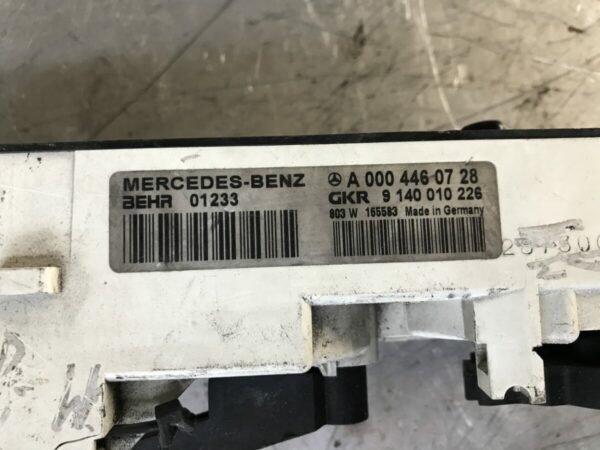 MERCEDES-BENZ
BEHR 01233
A 000 446 07 28
GKR 9 140 010 226
803 W 155583 Made in Germany